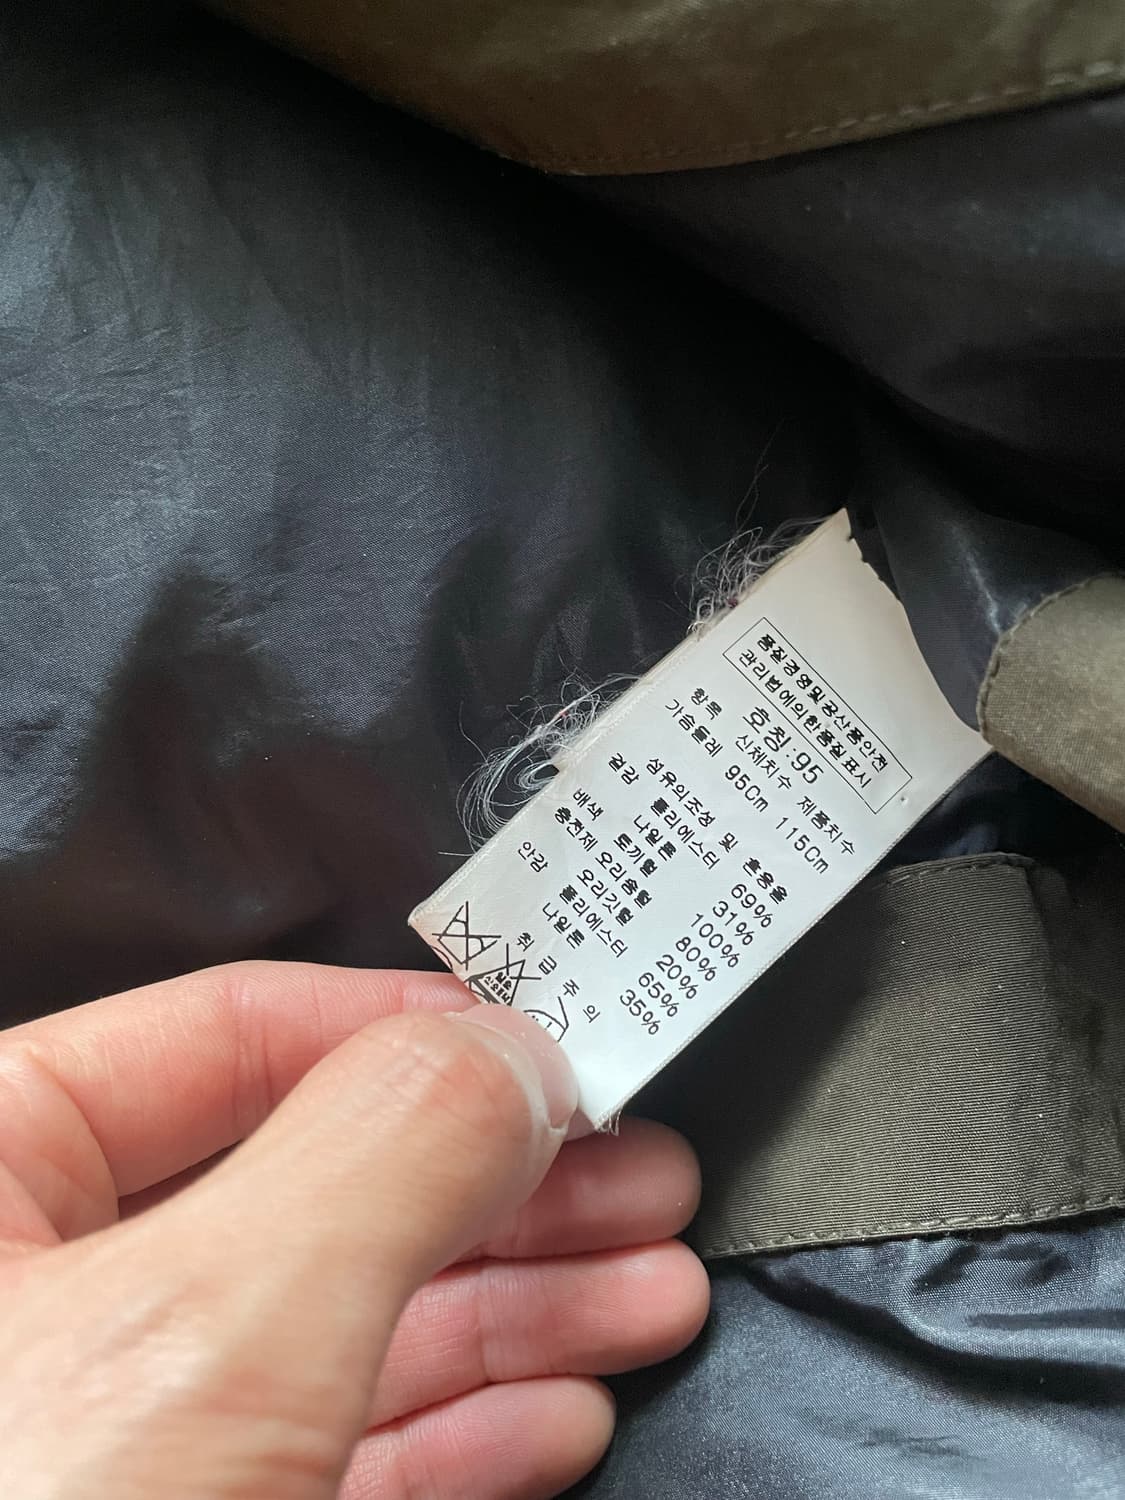 품질경영및공산품안전
관리법에의한품질표시
호칭:95
항목 신체치수 제품치수
가슴둘레 95Cm 115Cm
섬유의조성 및 혼용율
겉감 폴리에스터 69%
나일론 31%
배색 토끼털 100%
충전제 오리솜털 80%
오리깃털 20%
안감 폴리에스터 65%
나일론 35%
취 급 주 의